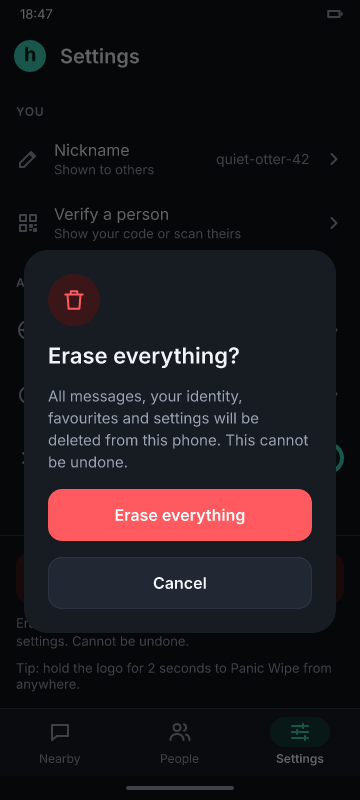 18:47
h
Settings
YOU
Nickname
Shown to others
quiet-otter-42
Verify a person
Show your code or scan theirs
Erase everything?
All messages, your identity,
favourites and settings will be
deleted from this phone. This cannot
be undone.
Erase everything
Cancel
settings. Cannot be undone.
Tip: hold the logo for 2 seconds to Panic Wipe from
anywhere.
Nearby
People
Settings